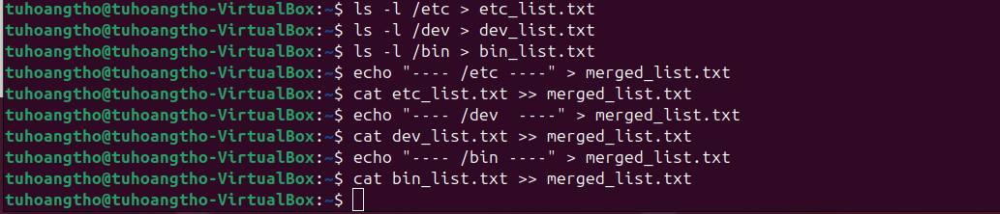 tuhoangtho@tuhoangtho-VirtualBox:~$ ls -l /etc > etc_list.txt
tuhoangtho@tuhoangtho-VirtualBox:~$ ls -l /dev > dev_list.txt
tuhoangtho@tuhoangtho-VirtualBox:~$ ls -l /bin > bin_list.txt
tuhoangtho@tuhoangtho-VirtualBox:~$ echo "---- /etc ----" > merged_list.txt
tuhoangtho@tuhoangtho-VirtualBox:~$ cat etc_list.txt >> merged_list.txt
tuhoangtho@tuhoangtho-VirtualBox:~$ echo "---- /dev  ----" > merged_list.txt
tuhoangtho@tuhoangtho-VirtualBox:~$ cat dev_list.txt >> merged_list.txt
tuhoangtho@tuhoangtho-VirtualBox:~$ echo "---- /bin ----" > merged_list.txt
tuhoangtho@tuhoangtho-VirtualBox:~$ cat bin_list.txt >> merged_list.txt
tuhoangtho@tuhoangtho-VirtualBox:~$